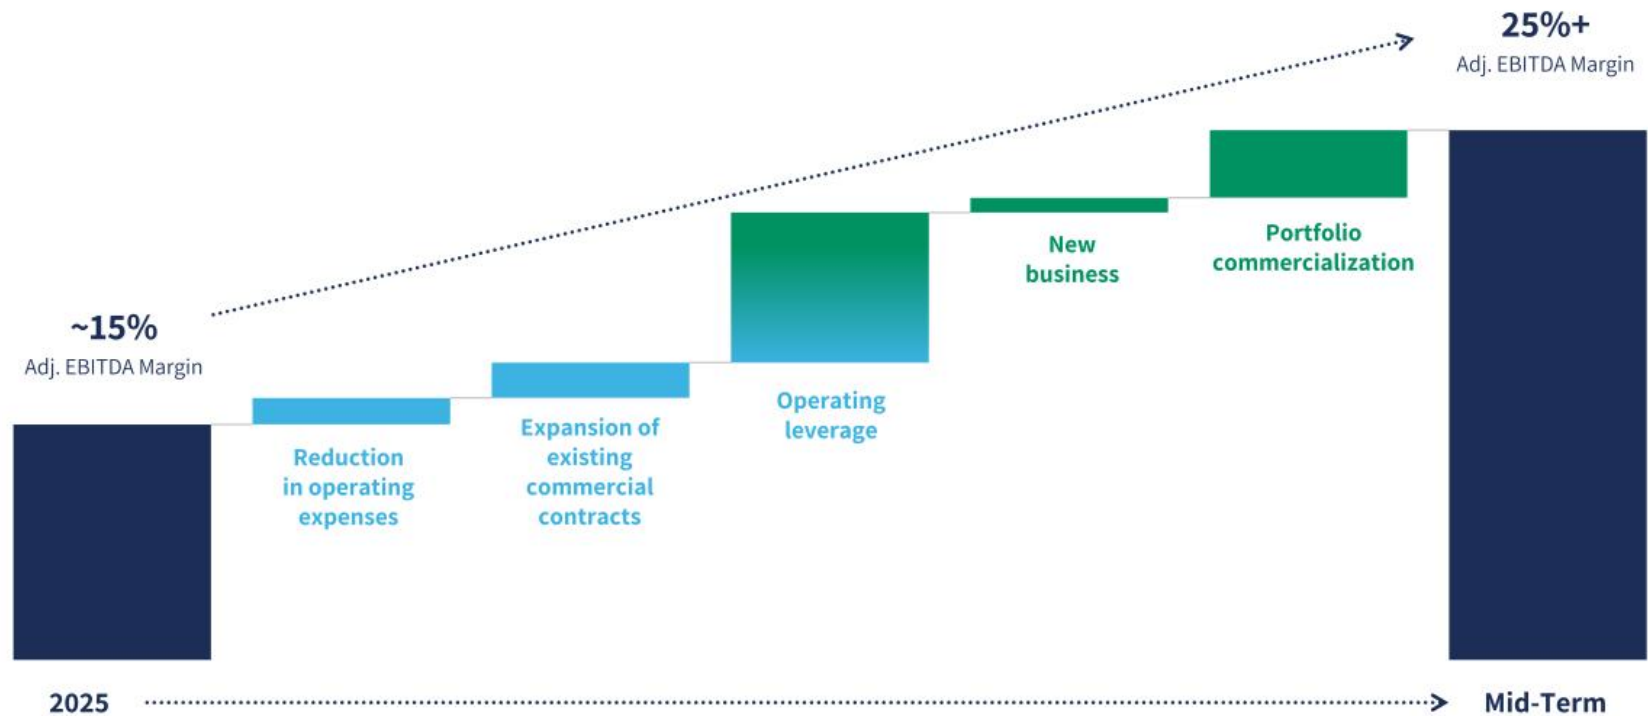 25%+
Adj. EBITDA Margin
~15%
Adj. EBITDA Margin
Reduction
in operating
expenses
Expansion of
existing
commercial
contracts
Operating
leverage
New
business
Portfolio
commercialization
2025
Mid-Term